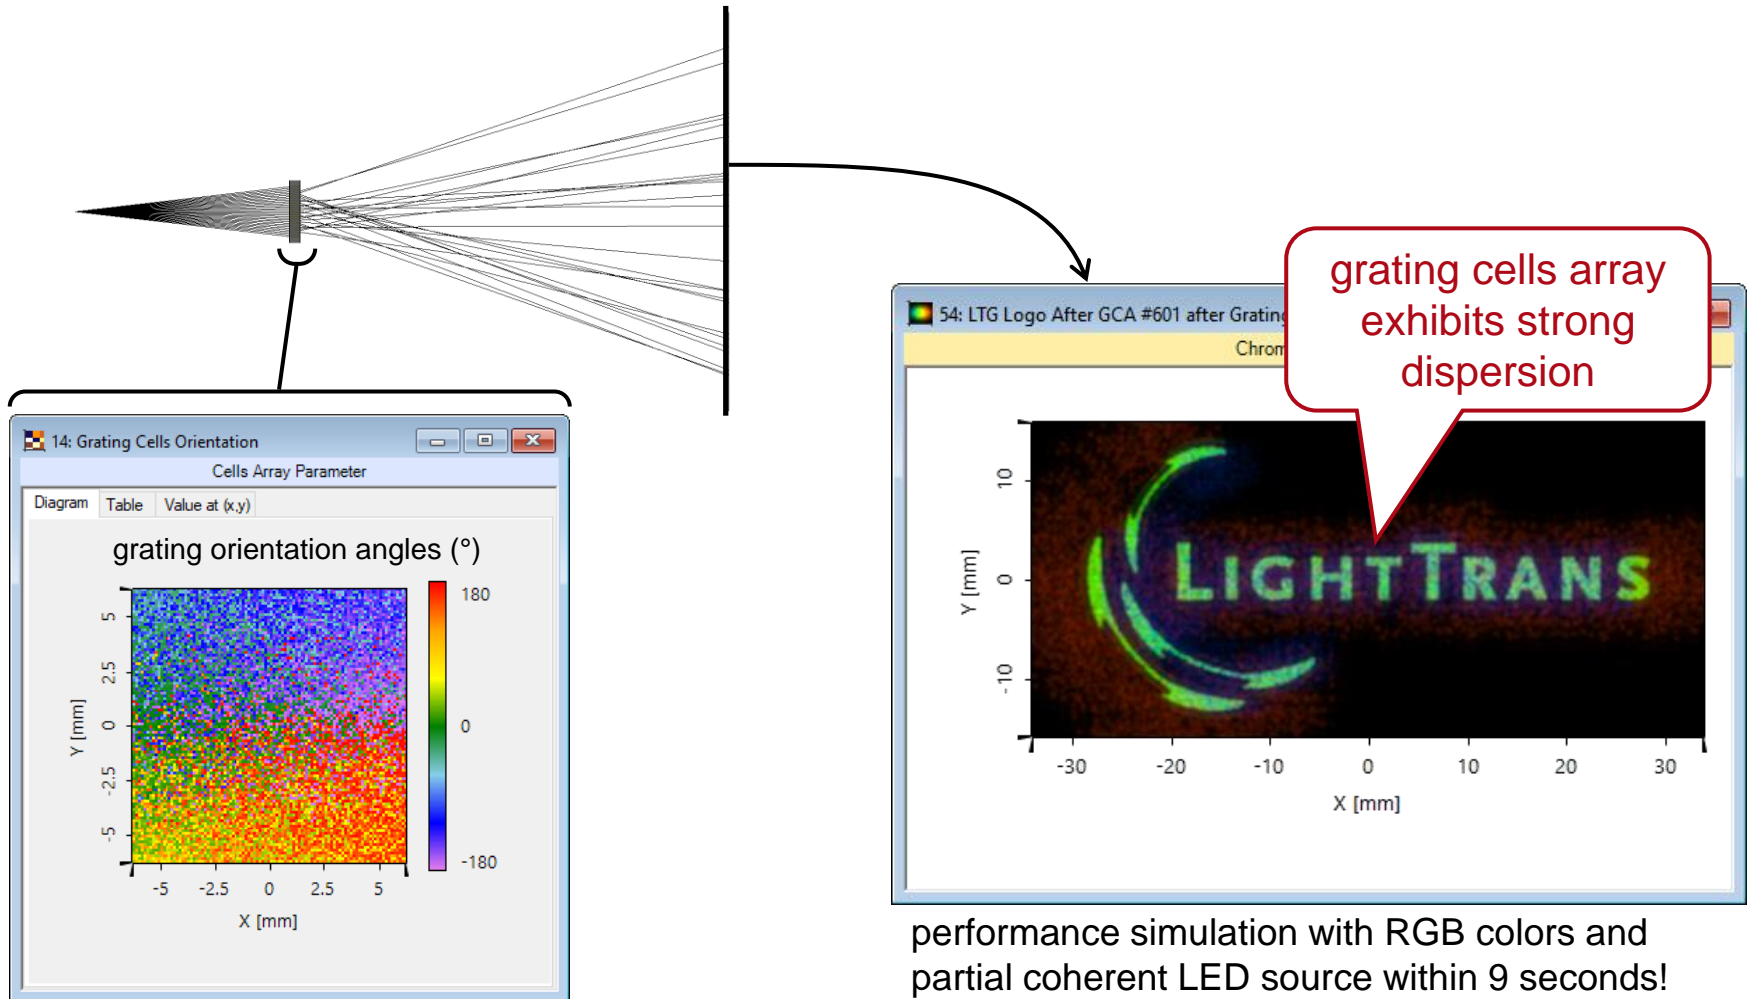 grating cells array
exhibits strong
dispersion
54: LTG Logo After GCA #601 after Grating
Chrom
10
0
-10
Y [mm]
LIGHTTRANS
-30 -20 -10 0 10 20 30
X [mm]
14: Grating Cells Orientation
Cells Array Parameter
Diagram Table Value at (x,y)
grating orientation angles (°)
180
0
-180
5
2.5
0
-2.5
-5
Y [mm]
-5 -2.5 0 2.5 5
X [mm]
performance simulation with RGB colors and
partial coherent LED source within 9 seconds!